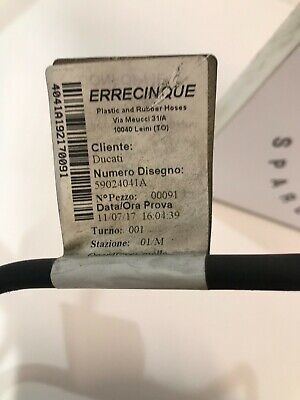 ERRECINQUE
Plastic and Rubber Hoses
Via Meucci 31/A
10040 Leini (TO)
Cliente:
Ducati
Numero Disegno:
59024041A
N°Pezzo: 00091
Data/Ora Prova
11/07/17 16.04.39
Turno: 001
Stazione: 01/M
4041A192170091
SPARK